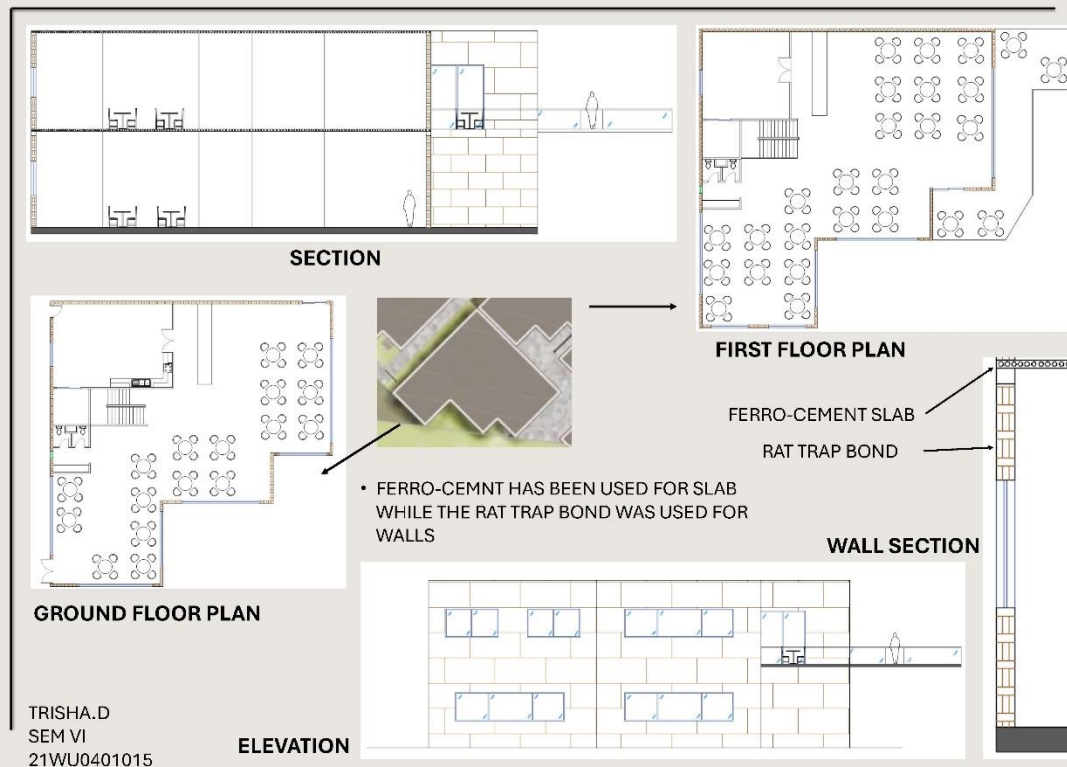 SECTION
FIRST FLOOR PLAN
FERRO-CEMENT SLAB
RAT TRAP BOND
• FERRO-CEMNT HAS BEEN USED FOR SLAB
WHILE THE RAT TRAP BOND WAS USED FOR
WALLS
WALL SECTION
GROUND FLOOR PLAN
TRISHA.D
SEM VI
21WU0401015
ELEVATION